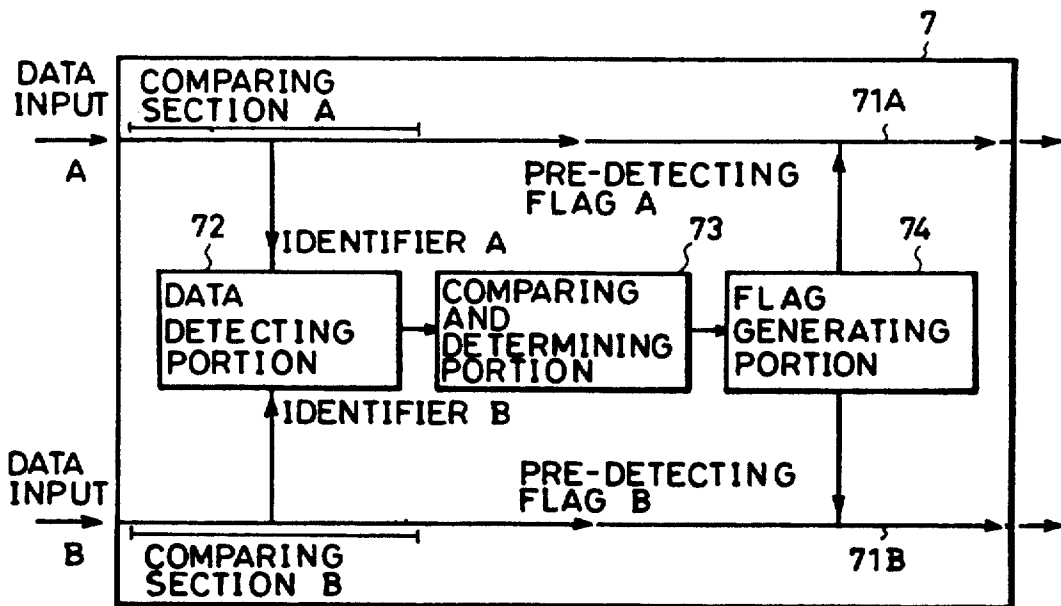 7
DATA
INPUT
A
COMPARING
SECTION A
71A
PRE-DETECTING
FLAG A
72
IDENTIFIER A
73
74
DATA
DETECTING
PORTION
COMPARING
AND
DETERMINING
PORTION
FLAG
GENERATING
PORTION
IDENTIFIER B
DATA
INPUT
B
PRE-DETECTING
FLAG B
COMPARING
SECTION B
71B